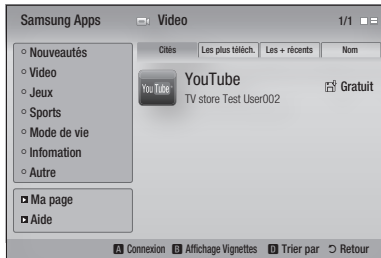 Samsung Apps
Video
1/1
Nouveautés
Video
Jeux
Sports
Mode de vie
Infomation
Autre
Ma page
Aide
Cités
Les plus téléch.
Les + récents
Nom
You Tube
YouTube
TV store Test User002
Gratuit
A Connexion B Affichage Vignettes D Trier par Retour